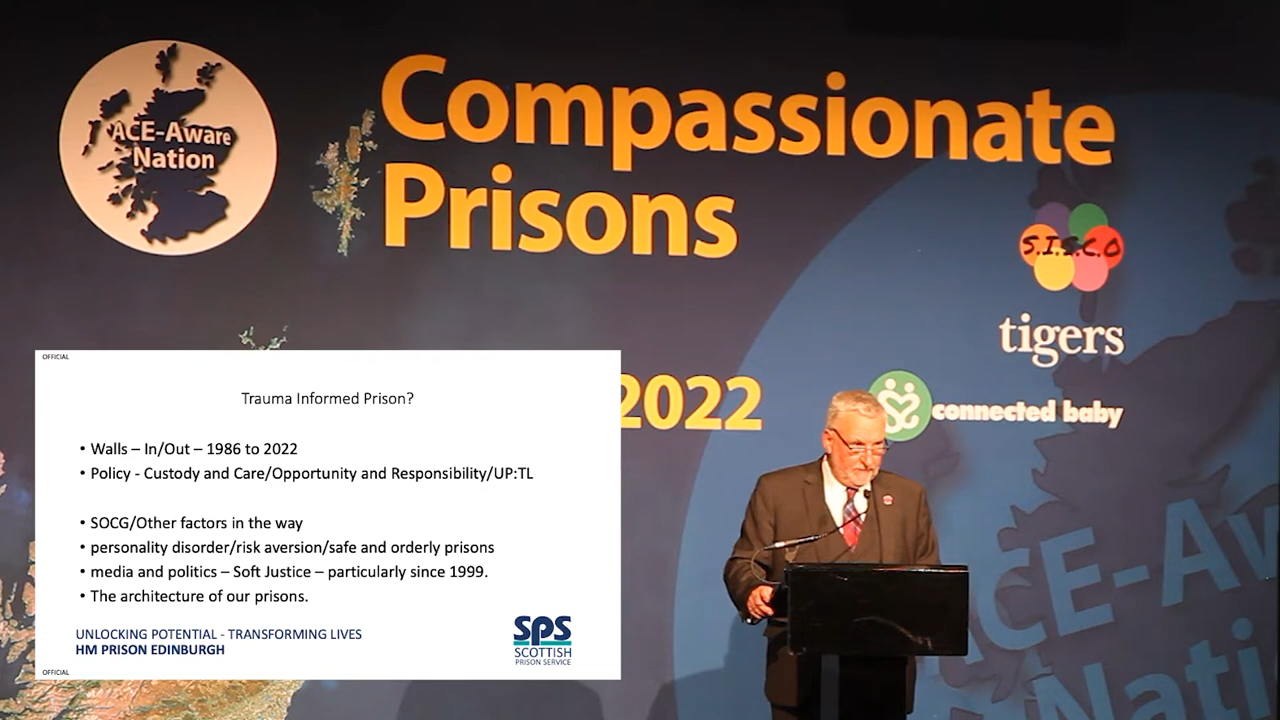 ACE-Aware
Nation
Compassionate
Prisons
S.I.S.C.O
tigers
2022
connected baby
OFFICIAL
Trauma Informed Prison?
• Walls – In/Out – 1986 to 2022
• Policy - Custody and Care/Opportunity and Responsibility/UP:TL
• SOCG/Other factors in the way
• personality disorder/risk aversion/safe and orderly prisons
• media and politics – Soft Justice – particularly since 1999.
• The architecture of our prisons.
UNLOCKING POTENTIAL - TRANSFORMING LIVES
HM PRISON EDINBURGH
SPS
SCOTTISH
PRISON SERVICE
OFFICIAL
CE-Aw
Nati